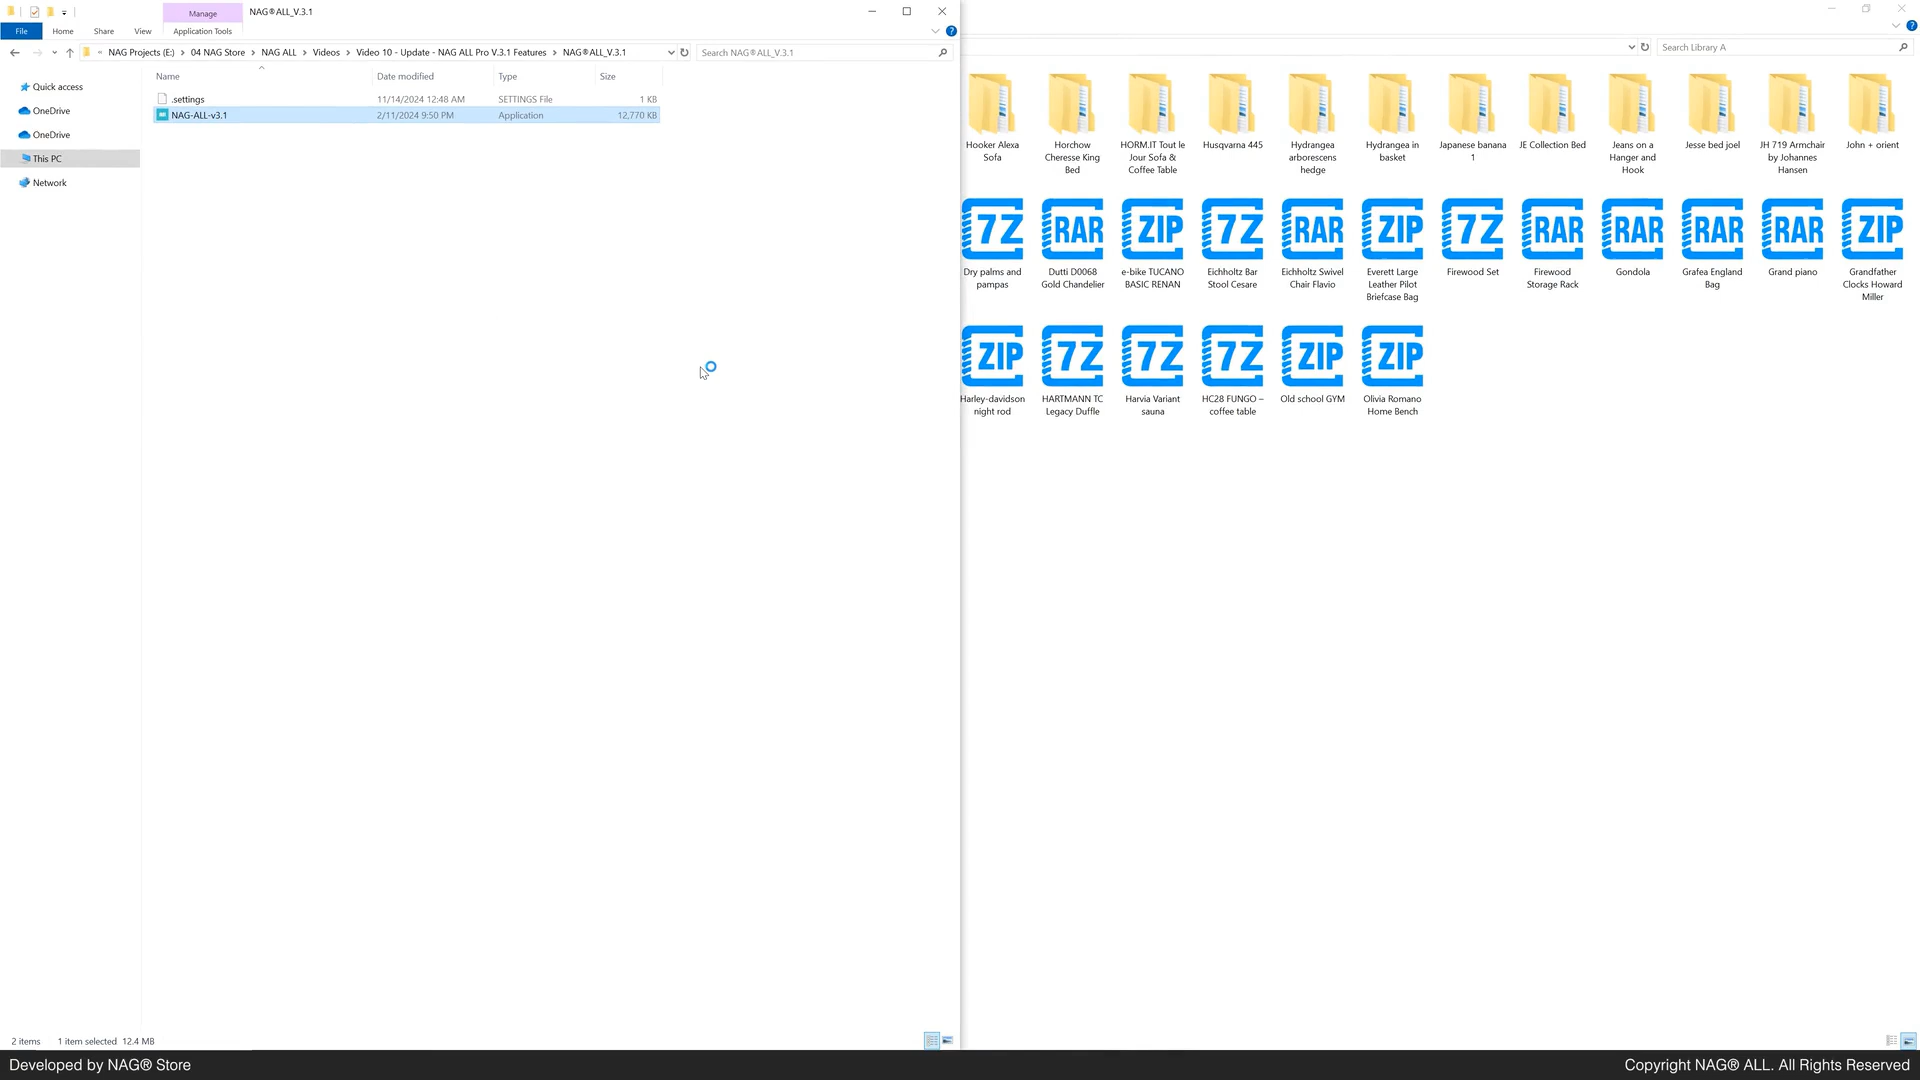 Manage
NAG®ALL_V.3.1
File
Home
Share
View
Application Tools
« NAG Projects (E:) > 04 NAG Store > NAG ALL > Videos > Video 10 - Update - NAG ALL Pro V.3.1 Features > NAG®ALL_V.3.1
Search NAG®ALL_V.3.1
Search Library A
Quick access
OneDrive
OneDrive
This PC
Network
Name
Date modified
Type
Size
.settings
11/14/2024 12:48 AM
SETTINGS File
1 KB
NAG-ALL-v3.1
2/11/2024 9:50 PM
Application
12,770 KB
Hooker Alexa
Sofa
Horchow
Cheresse King
Bed
HORM.IT Tout le
Jour Sofa &
Coffee Table
Husqvarna 445
Hydrangea
arborescens
hedge
Hydrangea in
basket
Japanese banana
1
JE Collection Bed
Jeans on a
Hanger and
Hook
Jesse bed joel
JH 719 Armchair
by Johannes
Hansen
John + orient
7Z
Dry palms and
pampas
RAR
Dutti D0068
Gold Chandelier
ZIP
e-bike TUCANO
BASIC RENAN
7Z
Eichholtz Bar
Stool Cesare
RAR
Eichholtz Swivel
Chair Flavio
ZIP
Everett Large
Leather Pilot
Briefcase Bag
7Z
Firewood Set
RAR
Firewood
Storage Rack
RAR
Gondola
RAR
Grafea England
Bag
RAR
Grand piano
ZIP
Grandfather
Clocks Howard
Miller
ZIP
Harley-davidson
night rod
7Z
HARTMANN TC
Legacy Duffle
7Z
Harvia Variant
sauna
7Z
HC28 FUNGO –
coffee table
ZIP
Old school GYM
ZIP
Olivia Romano
Home Bench
2 items
1 item selected 12.4 MB
Developed by NAG® Store
Copyright NAG® ALL. All Rights Reserved